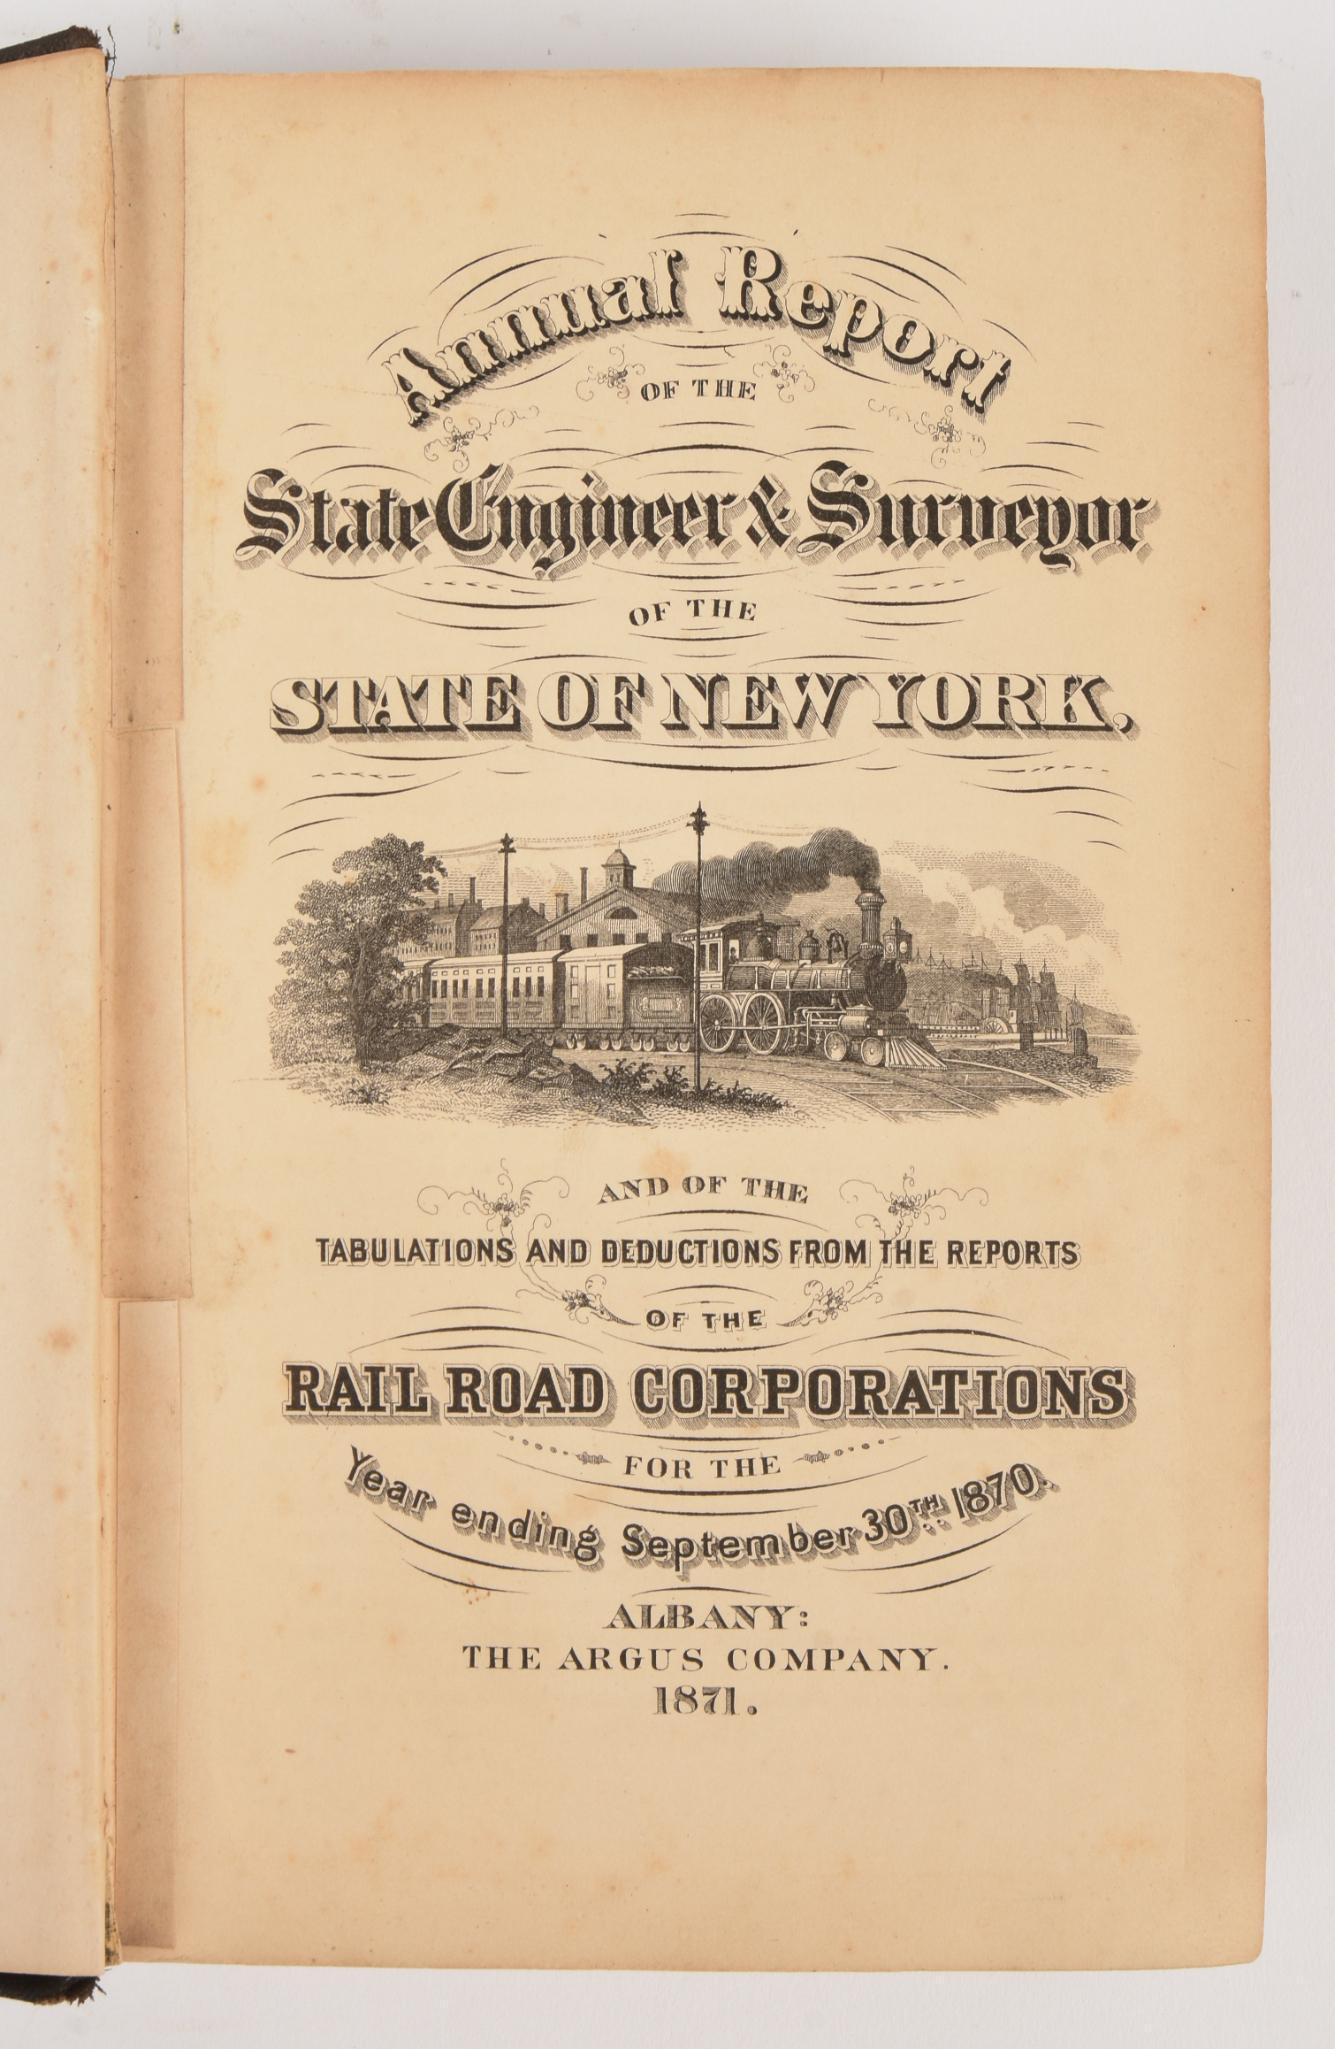 Annual Report
OF THE
State Engineer & Surveyor
OF THE
STATE OF NEW YORK,
AND OF THE
TABULATIONS AND DEDUCTIONS FROM THE REPORTS
OF THE
RAIL ROAD CORPORATIONS
FOR THE
Year ending September 30TH 1870.
ALBANY:
THE ARGUS COMPANY.
1871.